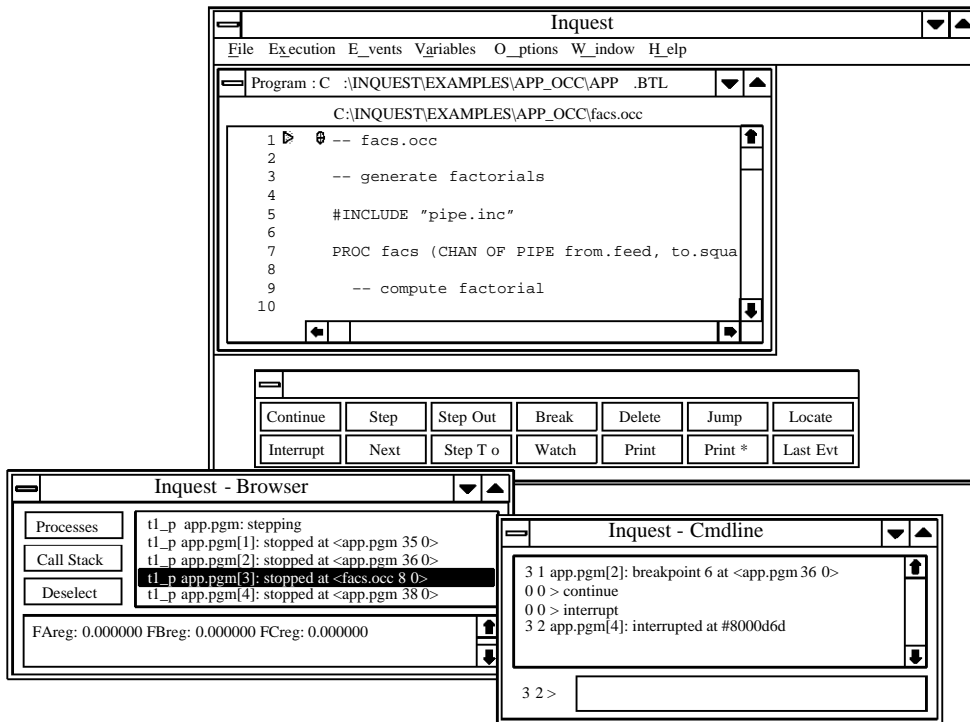 Inquest
File Execution E_vents Variables O_ptions W_indow H_elp
Program : C :\INQUEST\EXAMPLES\APP_OCC\APP .BTL
C:\INQUEST\EXAMPLES\APP_OCC\facs.occ
1 -- facs.occ
2
3 -- generate factorials
4
5 #INCLUDE "pipe.inc"
6
7 PROC facs (CHAN OF PIPE from.feed, to.squa
8
9 -- compute factorial
10
Continue Step Step Out Break Delete Jump Locate
Interrupt Next Step T o Watch Print Print * Last Evt
Inquest - Browser
Processes
Call Stack
Deselect
t1_p app.pgm: stepping
t1_p app.pgm[1]: stopped at <app.pgm 35 0>
t1_p app.pgm[2]: stopped at <app.pgm 36 0>
t1_p app.pgm[3]: stopped at <facs.occ 8 0>
t1_p app.pgm[4]: stopped at <app.pgm 38 0>
FAreg: 0.000000 FBreg: 0.000000 FCreg: 0.000000
Inquest - Cmdline
3 1 app.pgm[2]: breakpoint 6 at <app.pgm 36 0>
0 0 > continue
0 0 > interrupt
3 2 app.pgm[4]: interrupted at #8000d6d
3 2 >